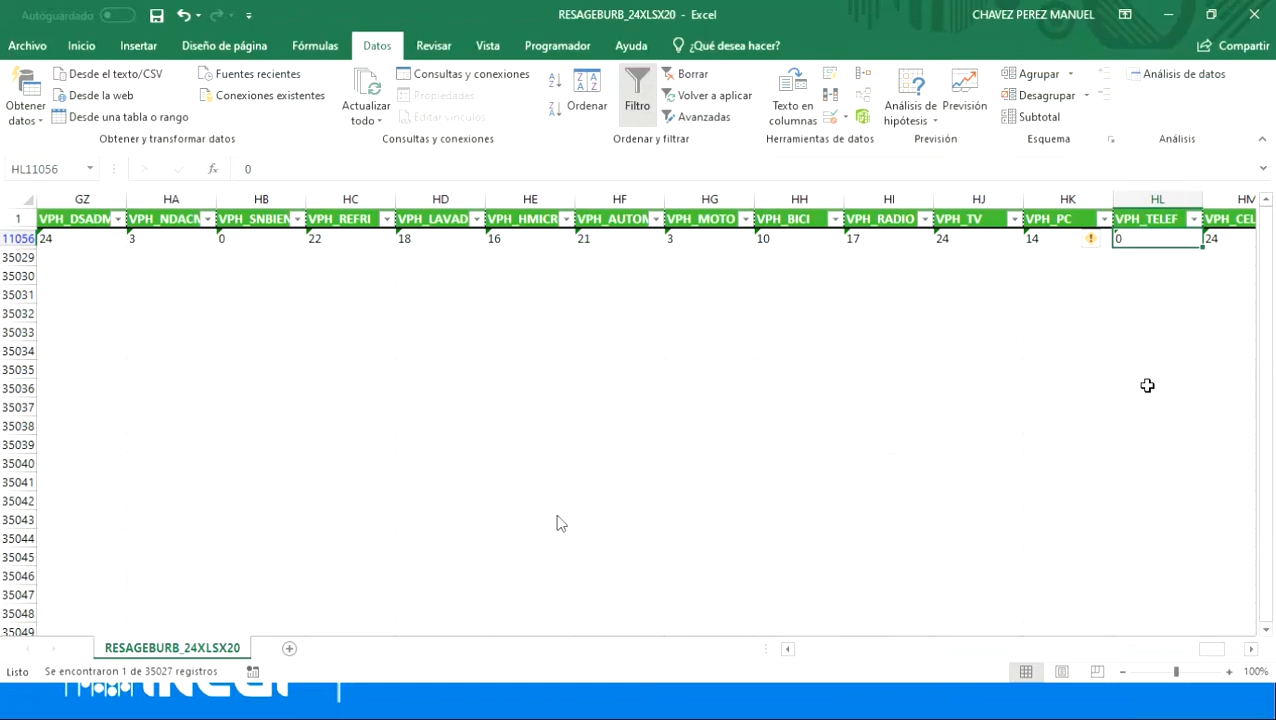 Autoguardado
RESAGEBURB_24XLSX20 - Excel
CHAVEZ PEREZ MANUEL
Archivo Inicio Insertar Diseño de página Fórmulas Datos Revisar Vista Programador Ayuda ¿Qué desea hacer? Compartir
Obtener datos
Desde el texto/CSV
Desde la web
Desde una tabla o rango
Fuentes recientes
Conexiones existentes
Obtener y transformar datos
Actualizar todo
Consultas y conexiones
Propiedades
Editar vínculos
Consultas y conexiones
Ordenar
Filtro
Borrar
Volver a aplicar
Avanzadas
Ordenar y filtrar
Texto en columnas
Herramientas de datos
Análisis de hipótesis
Previsión
Previsión
Agrupar
Desagrupar
Subtotal
Esquema
Análisis de datos
Análisis
HL11056 fx 0
GZ HA HB HC HD HE HF HG HH HI HJ HK HL HM
1 VPH_DSADM VPH_NDACM VPH_SNBIEN VPH_REFRI VPH_LAVAD VPH_HMICR VPH_AUTOM VPH_MOTO VPH_BICI VPH_RADIO VPH_TV VPH_PC VPH_TELEF VPH_CEL
11056 24 3 0 22 18 16 21 3 10 17 24 14 0 24
35029
35030
35031
35032
35033
35034
35035
35036
35037
35038
35039
35040
35041
35042
35043
35044
35045
35046
35047
35048
35049
RESAGEBURB_24XLSX20
Listo Se encontraron 1 de 35027 registros 100%